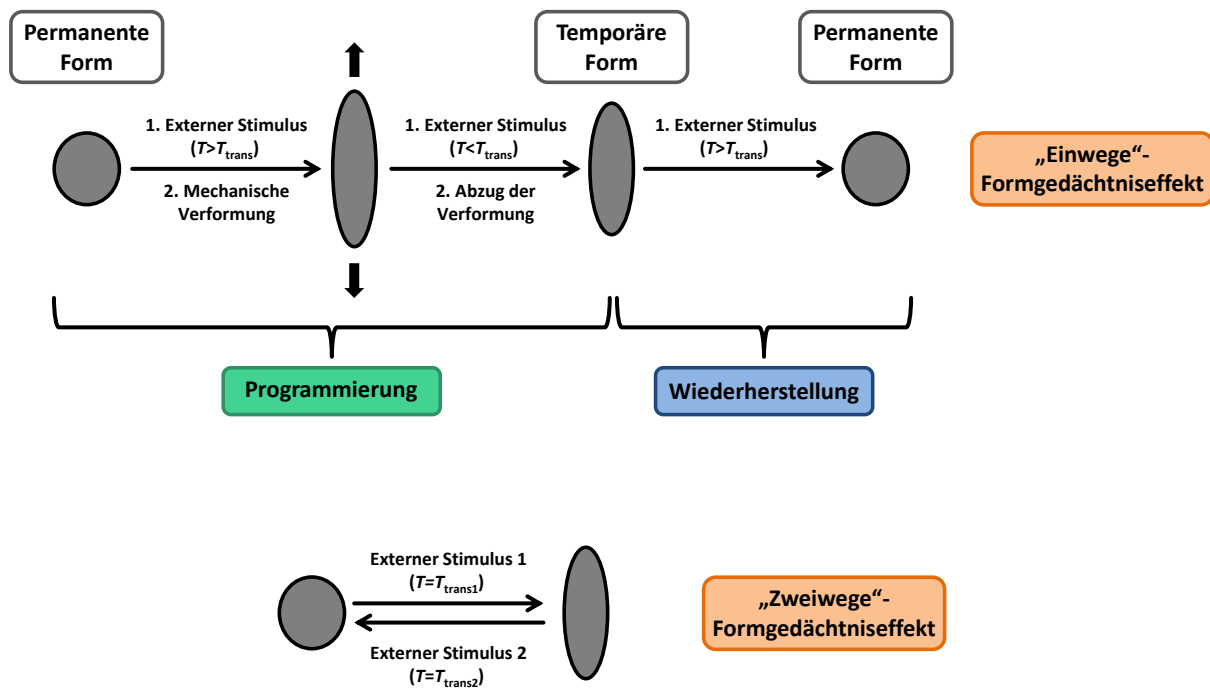 Permanente
Form
Temporäre
Form
Permanente
Form
1. Externer Stimulus
(T>Ttrans)
2. Mechanische
Verformung
1. Externer Stimulus
(T<Ttrans)
2. Abzug der
Verformung
1. Externer Stimulus
(T>Ttrans)
„Einwege“-
Formgedächtniseffekt
Programmierung
Wiederherstellung
Externer Stimulus 1
(T=Ttrans1)
Externer Stimulus 2
(T=Ttrans2)
„Zweiwege“-
Formgedächtniseffekt